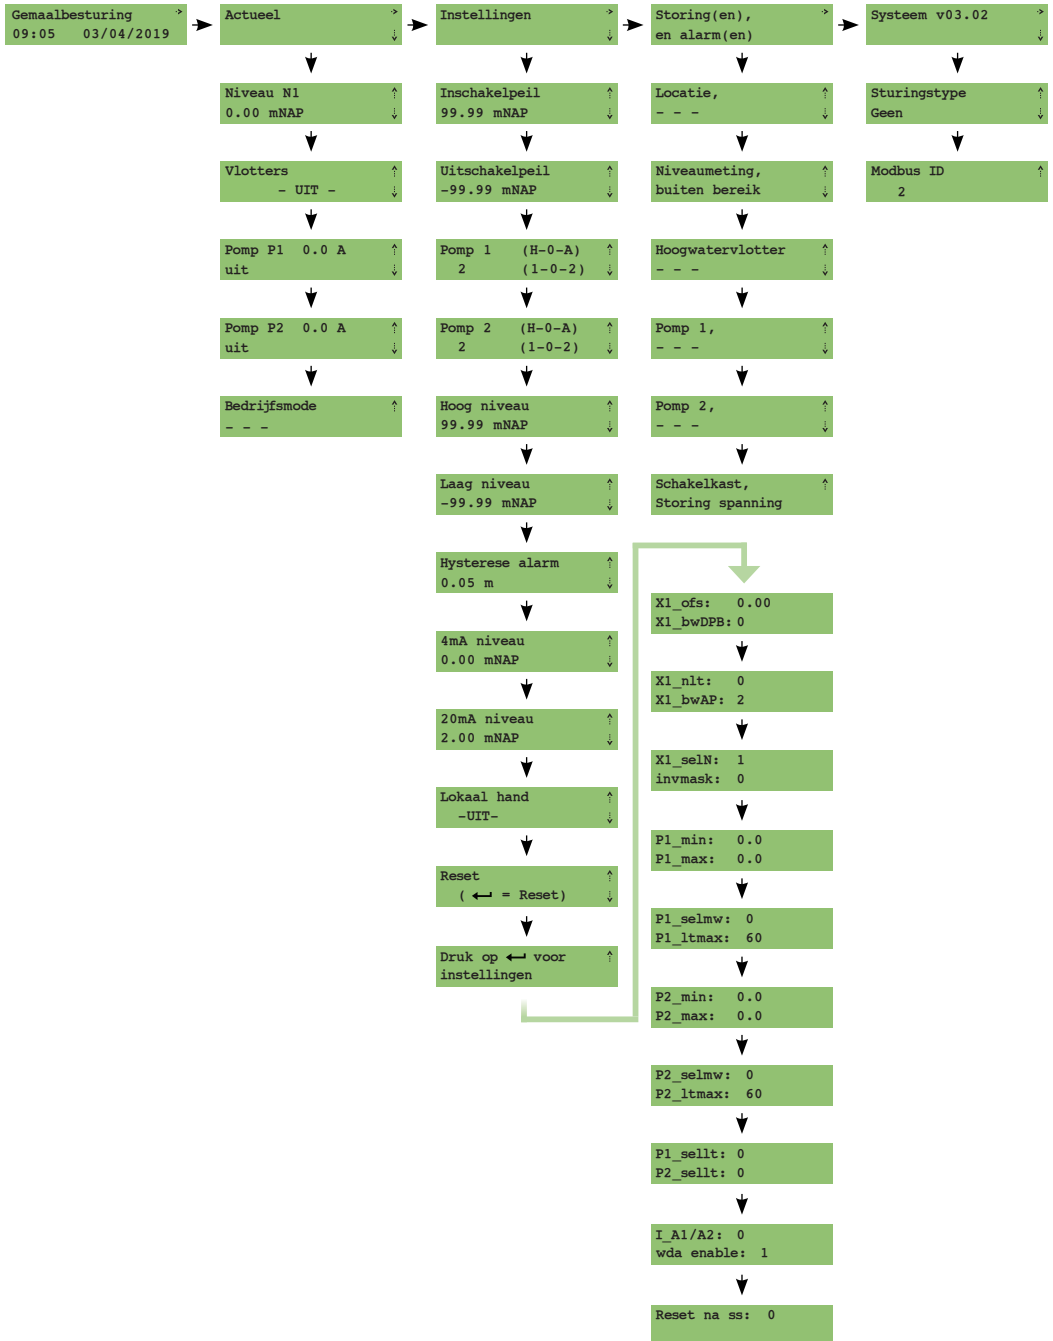 Gemaalbesturing
09:05 03/04/2019
Actueel
Niveau N1
0.00 mNAP
Vlotters
- UIT -
Pomp P1 0.0 A
uit
Pomp P2 0.0 A
uit
Bedrijfsmode
- - -
Instellingen
Inschakelpeil
99.99 mNAP
Uitschakelpeil
-99.99 mNAP
Pomp 1 (H-0-A)
2 (1-0-2)
Pomp 2 (H-0-A)
2 (1-0-2)
Hoog niveau
99.99 mNAP
Laag niveau
-99.99 mNAP
Hysterese alarm
0.05 m
4mA niveau
0.00 mNAP
20mA niveau
2.00 mNAP
Lokaal hand
-UIT-
Reset
( ↵ = Reset)
Druk op ↵ voor
instellingen
Storing(en),
en alarm(en)
Locatie,
- - -
Niveaumeting,
buiten bereik
Hoogwatervlotter
- - -
Pomp 1,
- - -
Pomp 2,
- - -
Schakelkast,
Storing spanning
X1_ofs: 0.00
X1_bwDPB: 0
X1_nlt: 0
X1_bwAP: 2
X1_selN: 1
invmask: 0
P1_min: 0.0
P1_max: 0.0
P1_selmw: 0
P1_ltmax: 60
P2_min: 0.0
P2_max: 0.0
P2_selmw: 0
P2_ltmax: 60
P1_sellt: 0
P2_sellt: 0
I_A1/A2: 0
wda enable: 1
Reset na ss: 0
Systeem v03.02
Sturingstype
Geen
Modbus ID
2